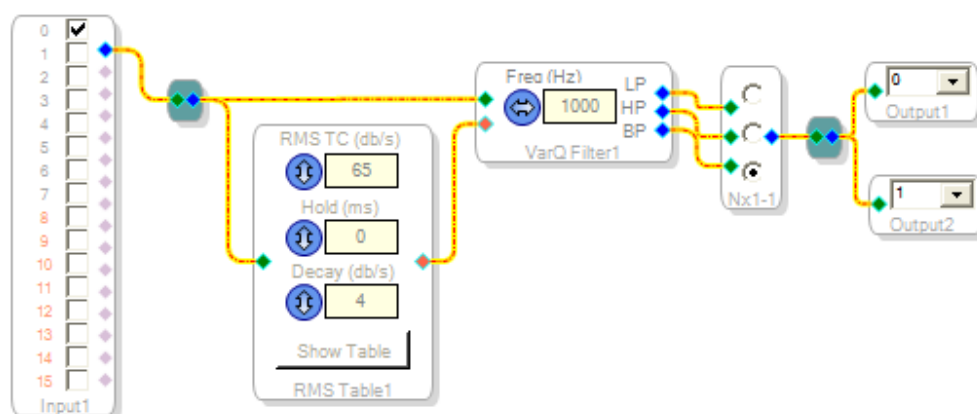 0
1
2
3
4
5
6
7
8
9
10
11
12
13
14
15
Input1
RMS TC (db/s)
65
Hold (ms)
0
Decay (db/s)
4
Show Table
RMS Table1
Freq (Hz)
1000
LP
HP
BP
VarQ Filter1
Nx1-1
0
Output1
1
Output2